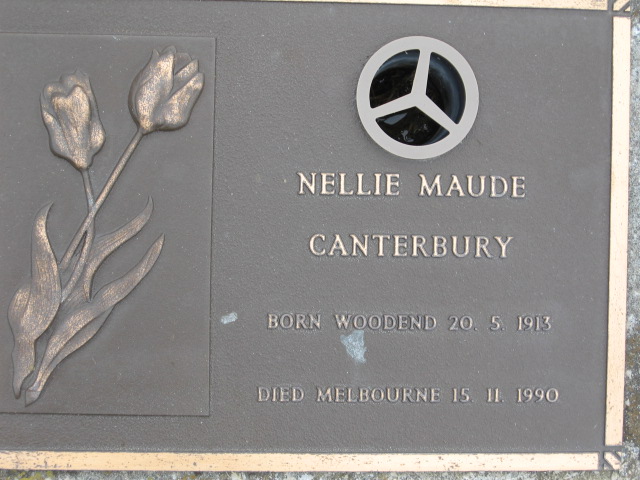 NELLIE MAUDE
CANTERBURY
BORN WOODEND 20. 5. 1913
DIED MELBOURNE 15. 11. 1990